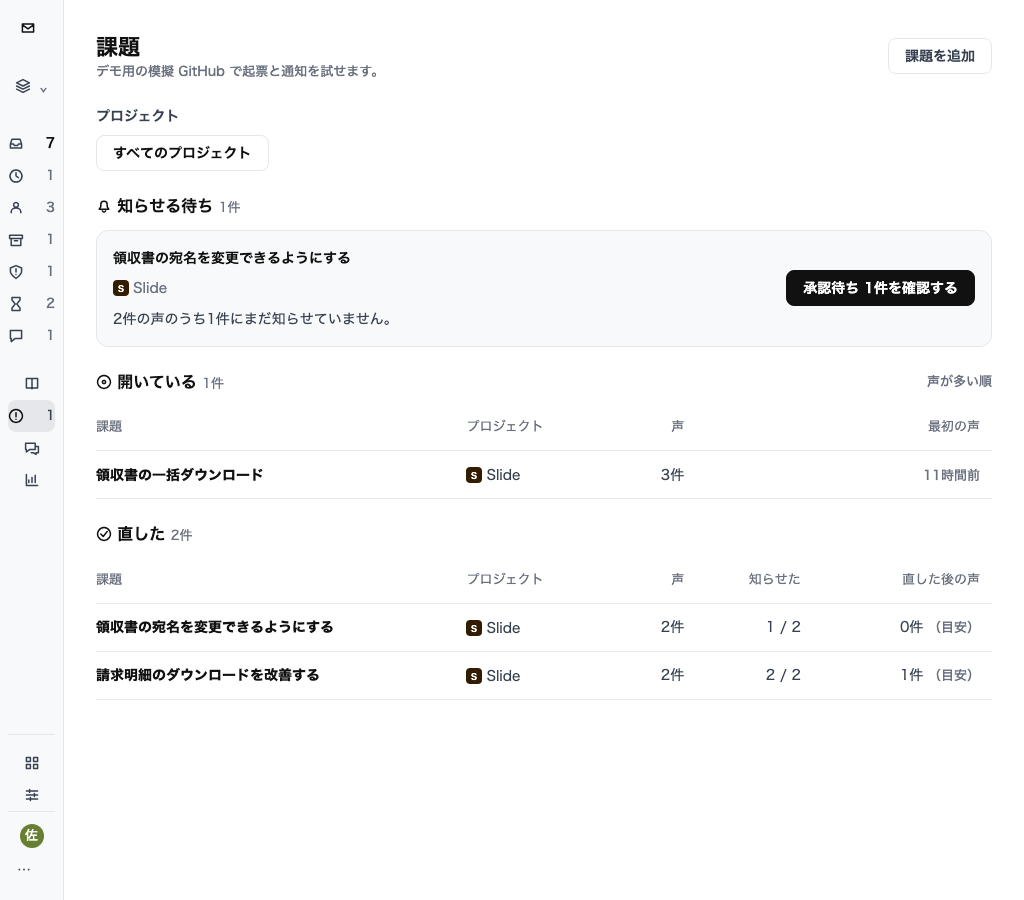 課題
デモ用の模擬 GitHub で起票と通知を試せます。
課題を追加
プロジェクト
すべてのプロジェクト
知らせる待ち 1件
領収書の宛名を変更できるようにする
s Slide
2件の声のうち1件にまだ知らせていません。
承認待ち 1件を確認する
開いている 1件
声が多い順
課題 プロジェクト 声 最初の声
領収書の一括ダウンロード s Slide 3件 11時間前
直した 2件
課題 プロジェクト 声 知らせた 直した後の声
領収書の宛名を変更できるようにする s Slide 2件 1 / 2 0件 （目安）
請求明細のダウンロードを改善する s Slide 2件 2 / 2 1件 （目安）
7
1
3
1
1
2
1
1
佐
…